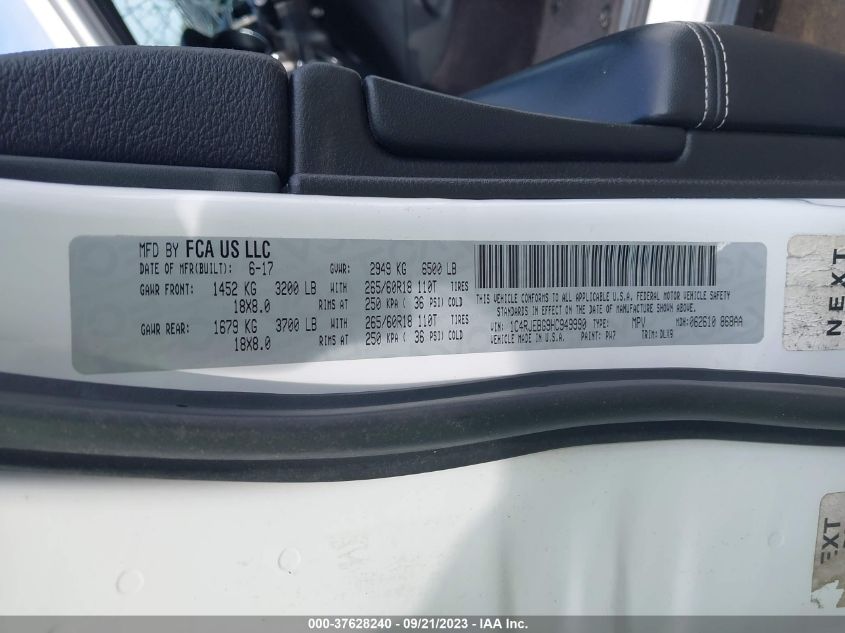 MFD BY FCA US LLC
DATE OF MFR(BUILT): 6-17 GVWR: 2949 KG 6500 LB
GAWR FRONT: 1452 KG 3200 LB WITH 265/60R18 110T TIRES
18X8.0 RIMS AT 250 KPA ( 36 PSI) COLD
GAWR REAR: 1679 KG 3700 LB WITH 265/60R18 110T TIRES
18X8.0 RIMS AT 250 KPA ( 36 PSI) COLD
THIS VEHICLE CONFORMS TO ALL APPLICABLE U.S.A. FEDERAL MOTOR VEHICLE SAFETY
STANDARDS IN EFFECT ON THE DATE OF MANUFACTURE SHOWN ABOVE.
VIN: 1C4RJEBG9HC949990 TYPE: MPV MDH: 062610 868AA
VEHICLE MADE IN U.S.A. PAINT: PW7 TRIM: DLX9
NEXT
EXT
000-37628240 - 09/21/2023 - © IAA Inc.